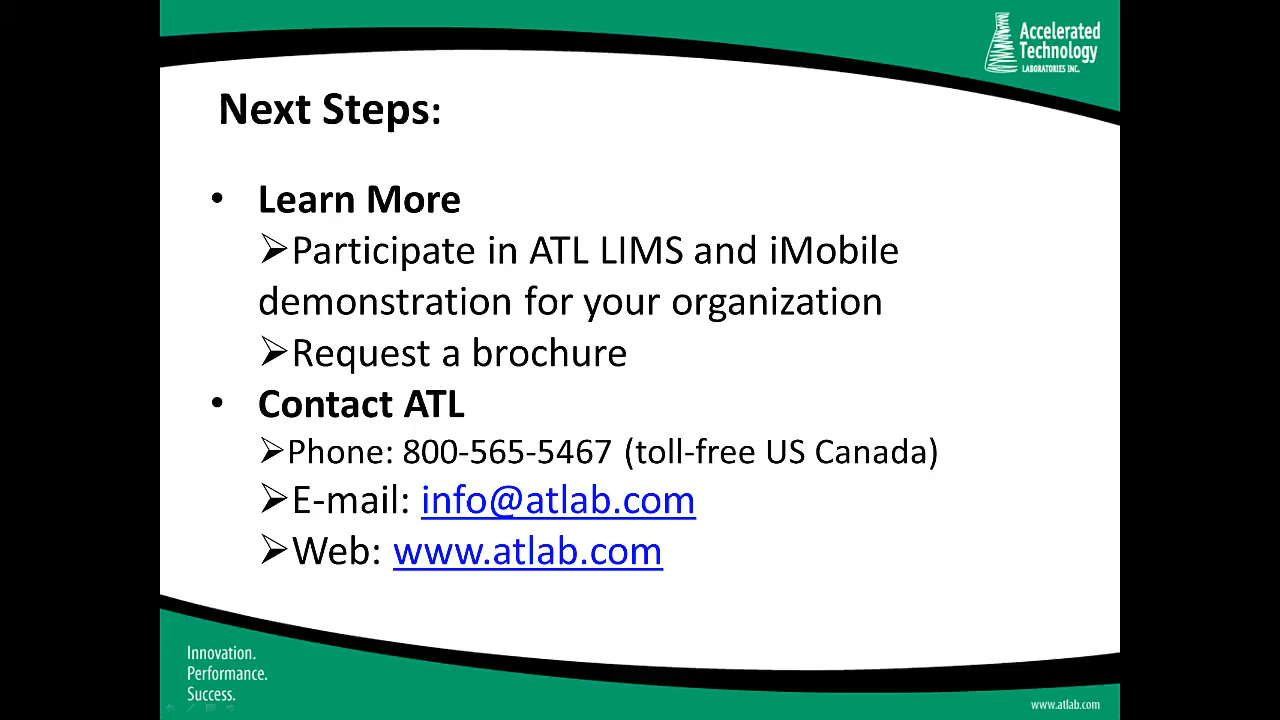 Accelerated
Technology
LABORATORIES INC.
Next Steps:
• Learn More
➢Participate in ATL LIMS and iMobile
demonstration for your organization
➢Request a brochure
• Contact ATL
➢Phone: 800-565-5467 (toll-free US Canada)
➢E-mail: info@atlab.com
➢Web: www.atlab.com
Innovation.
Performance.
Success.
www.atlab.com